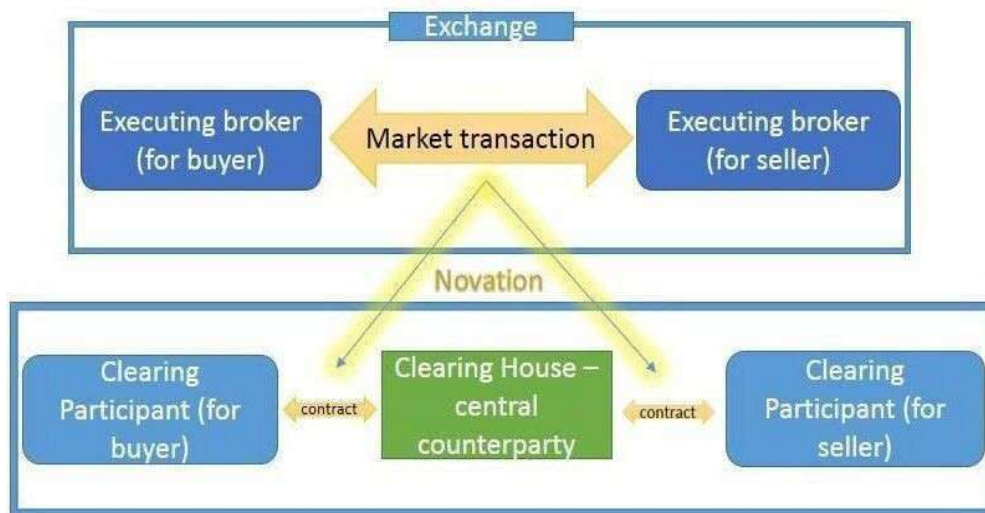 Exchange
Executing broker
(for buyer)
Market transaction
Executing broker
(for seller)
Novation
Clearing
Participant (for
buyer)
contract
Clearing House –
central
counterparty
contract
Clearing
Participant (for
seller)